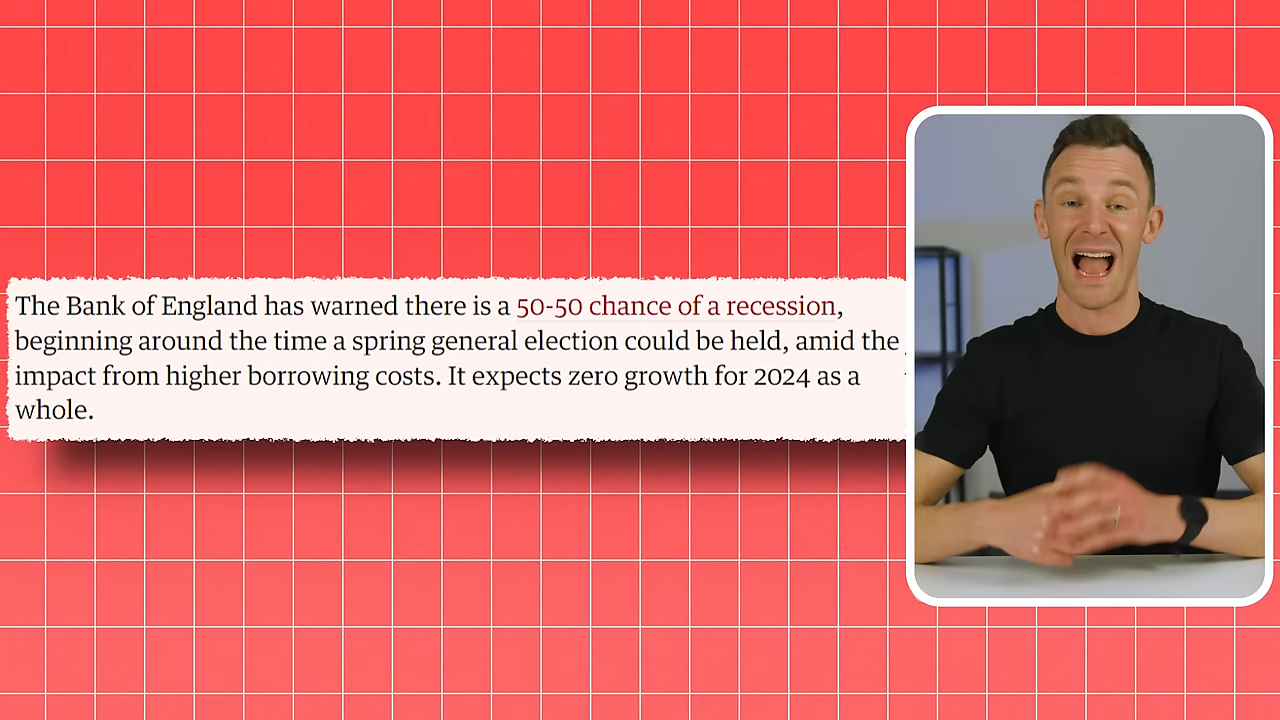 The Bank of England has warned there is a 50-50 chance of a recession,
beginning around the time a spring general election could be held, amid the
impact from higher borrowing costs. It expects zero growth for 2024 as a
whole.